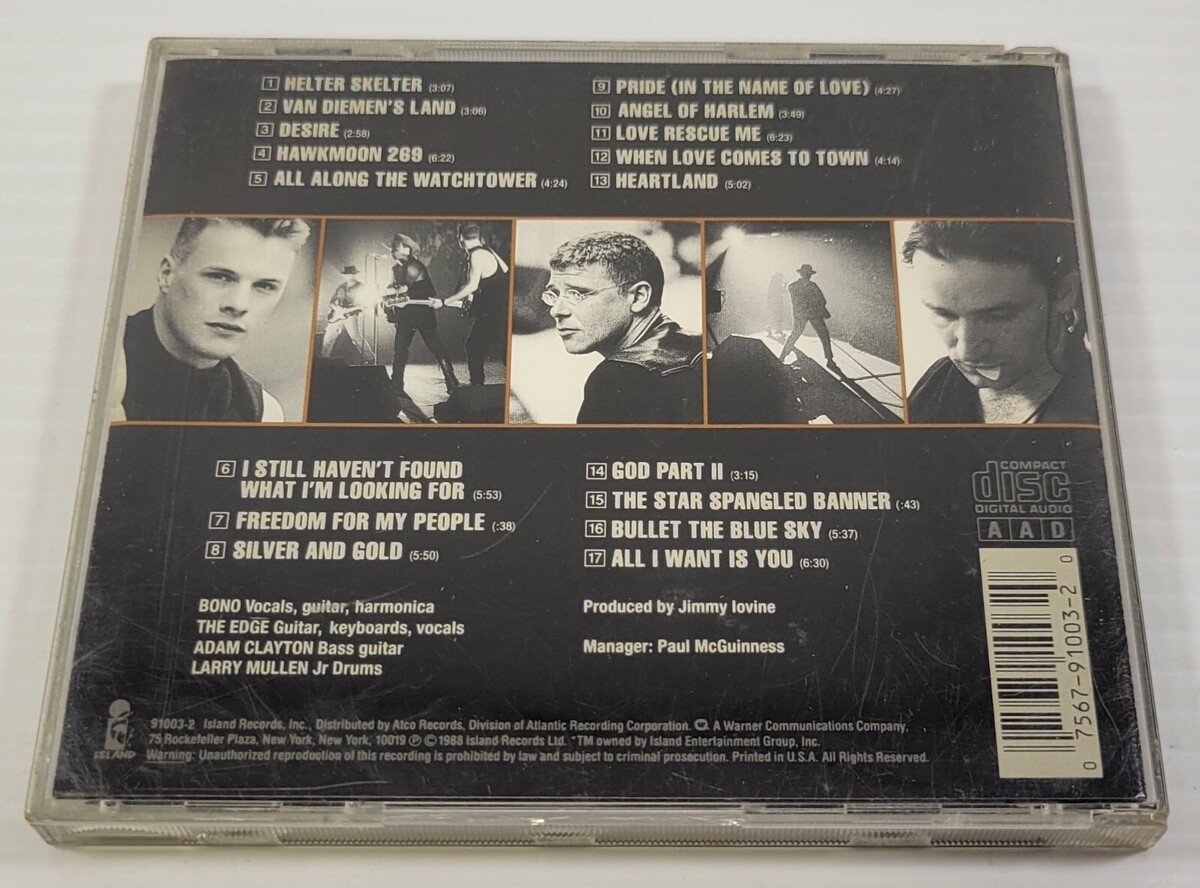 1 HELTER SKELTER (3:07)
2 VAN DIEMEN'S LAND (3:06)
3 DESIRE (2:58)
4 HAWKMOON 269 (6:22)
5 ALL ALONG THE WATCHTOWER (4:24)
9 PRIDE (IN THE NAME OF LOVE) (4:27)
10 ANGEL OF HARLEM (3:49)
11 LOVE RESCUE ME (6:23)
12 WHEN LOVE COMES TO TOWN (4:14)
13 HEARTLAND (5:02)
6 I STILL HAVEN'T FOUND
WHAT I'M LOOKING FOR (5:53)
7 FREEDOM FOR MY PEOPLE (:38)
8 SILVER AND GOLD (5:50)
14 GOD PART II (3:15)
15 THE STAR SPANGLED BANNER (:43)
16 BULLET THE BLUE SKY (5:37)
17 ALL I WANT IS YOU (6:30)
COMPACT
disc
DIGITAL AUDIO
A A D
BONO Vocals, guitar, harmonica
THE EDGE Guitar, keyboards, vocals
ADAM CLAYTON Bass guitar
LARRY MULLEN Jr Drums
Produced by Jimmy Iovine
Manager: Paul McGuinness
0 7567-91003-2 0
ISLAND
91003-2 Island Records, Inc., Distributed by Atco Records, Division of Atlantic Recording Corporation. A Warner Communications Company.
75 Rockefeller Plaza, New York, New York, 10019 ℗ © 1988 Island Records Ltd. *TM owned by Island Entertainment Group, Inc.
Warning: Unauthorized reproduction of this recording is prohibited by law and subject to criminal prosecution. Printed in U.S.A. All Rights Reserved.